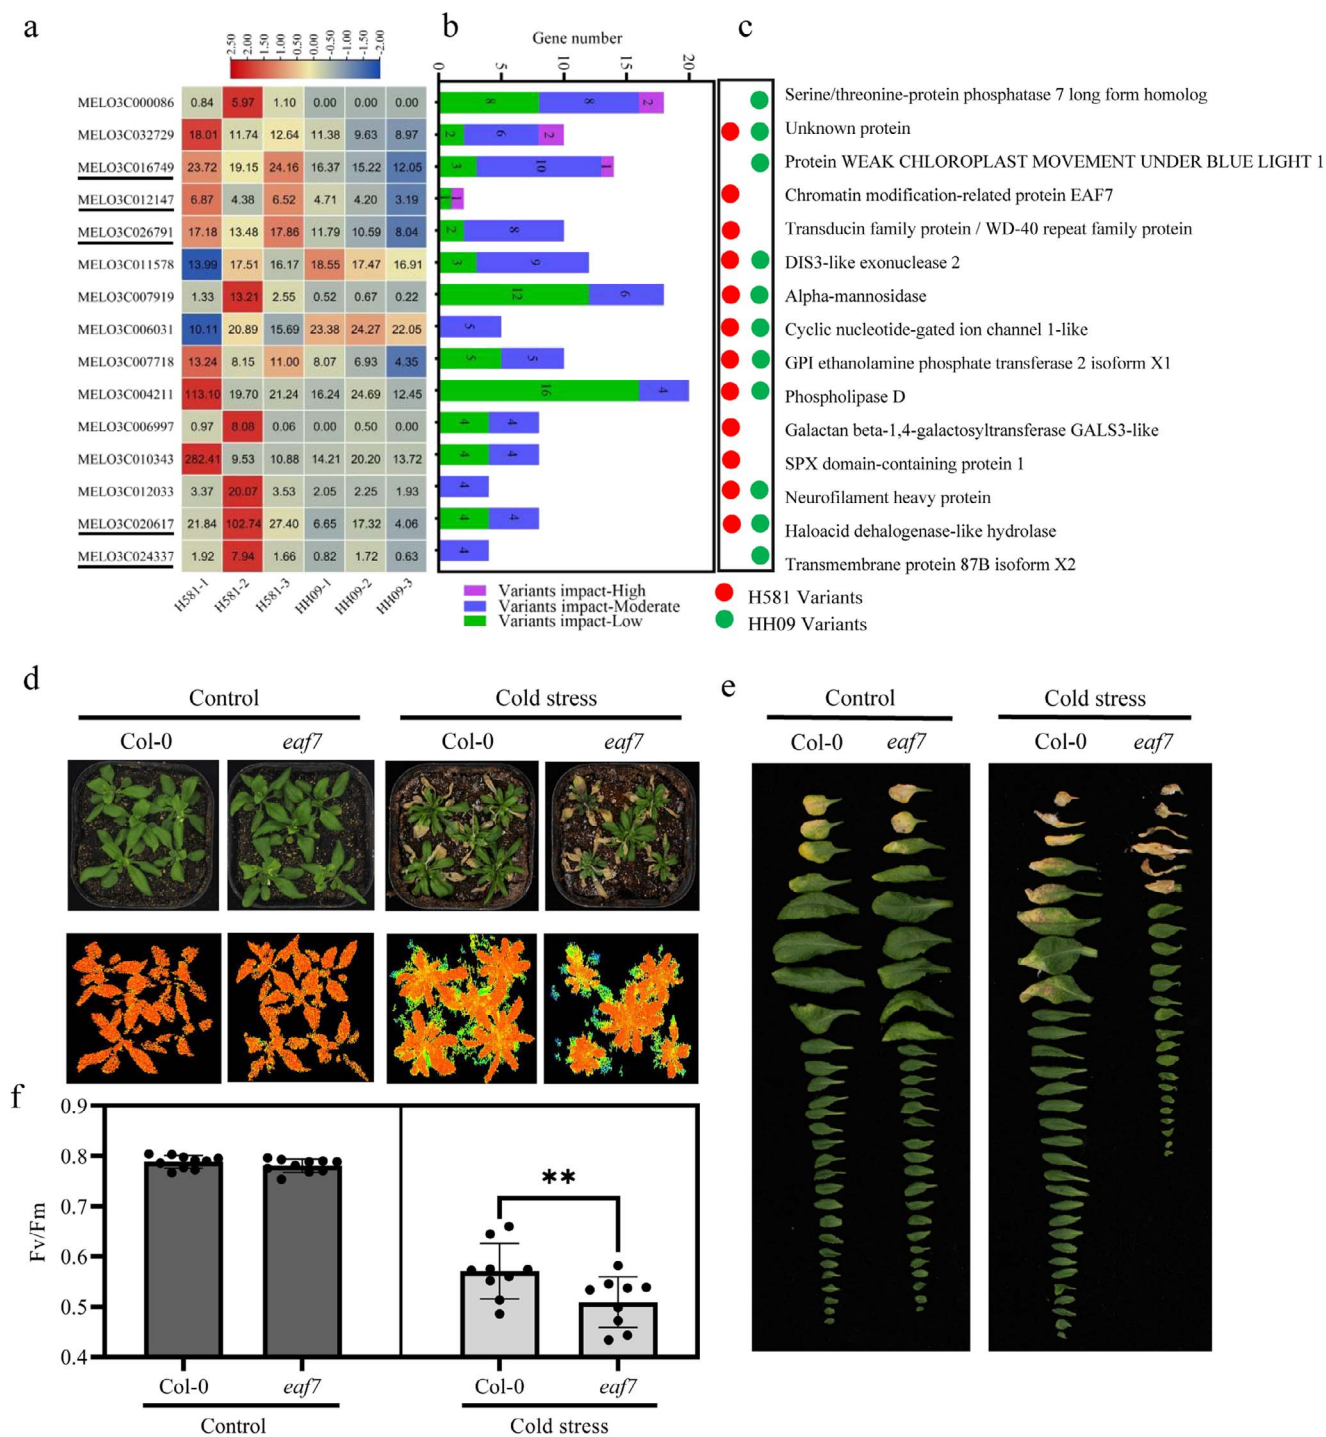 a
b
c
2.50 2.00 1.50 1.00 0.50 0.00 -0.50 -1.00 -1.50 -2.00
Gene number
0 5 10 15 20
MELO3C000086 0.84 5.97 1.10 0.00 0.00 0.00 8 8 2 Serine/threonine-protein phosphatase 7 long form homolog
MELO3C032729 18.01 11.74 12.64 11.38 9.63 8.97 2 6 2 Unknown protein
MELO3C016749 23.72 19.15 24.16 16.37 15.22 12.05 3 10 1 Protein WEAK CHLOROPLAST MOVEMENT UNDER BLUE LIGHT 1
MELO3C012147 6.87 4.38 6.52 4.71 4.20 3.19 1 1 Chromatin modification-related protein EAF7
MELO3C026791 17.18 13.48 17.86 11.79 10.59 8.04 2 8 Transducin family protein / WD-40 repeat family protein
MELO3C011578 13.99 17.51 16.17 18.55 17.47 16.91 3 9 DIS3-like exonuclease 2
MELO3C007919 1.33 13.21 2.55 0.52 0.67 0.22 12 6 Alpha-mannosidase
MELO3C006031 10.11 20.89 15.69 23.38 24.27 22.05 5 Cyclic nucleotide-gated ion channel 1-like
MELO3C007718 13.24 8.15 11.00 8.07 6.93 4.35 5 5 GPI ethanolamine phosphate transferase 2 isoform X1
MELO3C004211 113.10 19.70 21.24 16.24 24.69 12.45 16 4 Phospholipase D
MELO3C006997 0.97 8.08 0.06 0.00 0.50 0.00 4 4 Galactan beta-1,4-galactosyltransferase GALS3-like
MELO3C010343 282.41 9.53 10.88 14.21 20.20 13.72 4 4 SPX domain-containing protein 1
MELO3C012033 3.37 20.07 3.53 2.05 2.25 1.93 4 Neurofilament heavy protein
MELO3C020617 21.84 102.74 27.40 6.65 17.32 4.06 4 4 Haloacid dehalogenase-like hydrolase
MELO3C024337 1.92 7.94 1.66 0.82 1.72 0.63 4 Transmembrane protein 87B isoform X2
H581-1 H581-2 H581-3 HH09-1 HH09-2 HH09-3
Variants impact-High
Variants impact-Moderate
Variants impact-Low
H581 Variants
HH09 Variants
d
Control Cold stress
Col-0 eaf7 Col-0 eaf7
e
Control Cold stress
Col-0 eaf7 Col-0 eaf7
f
Fv/Fm
0.9
0.8
0.7
0.6
0.5
0.4
**
Col-0 eaf7 Col-0 eaf7
Control Cold stress